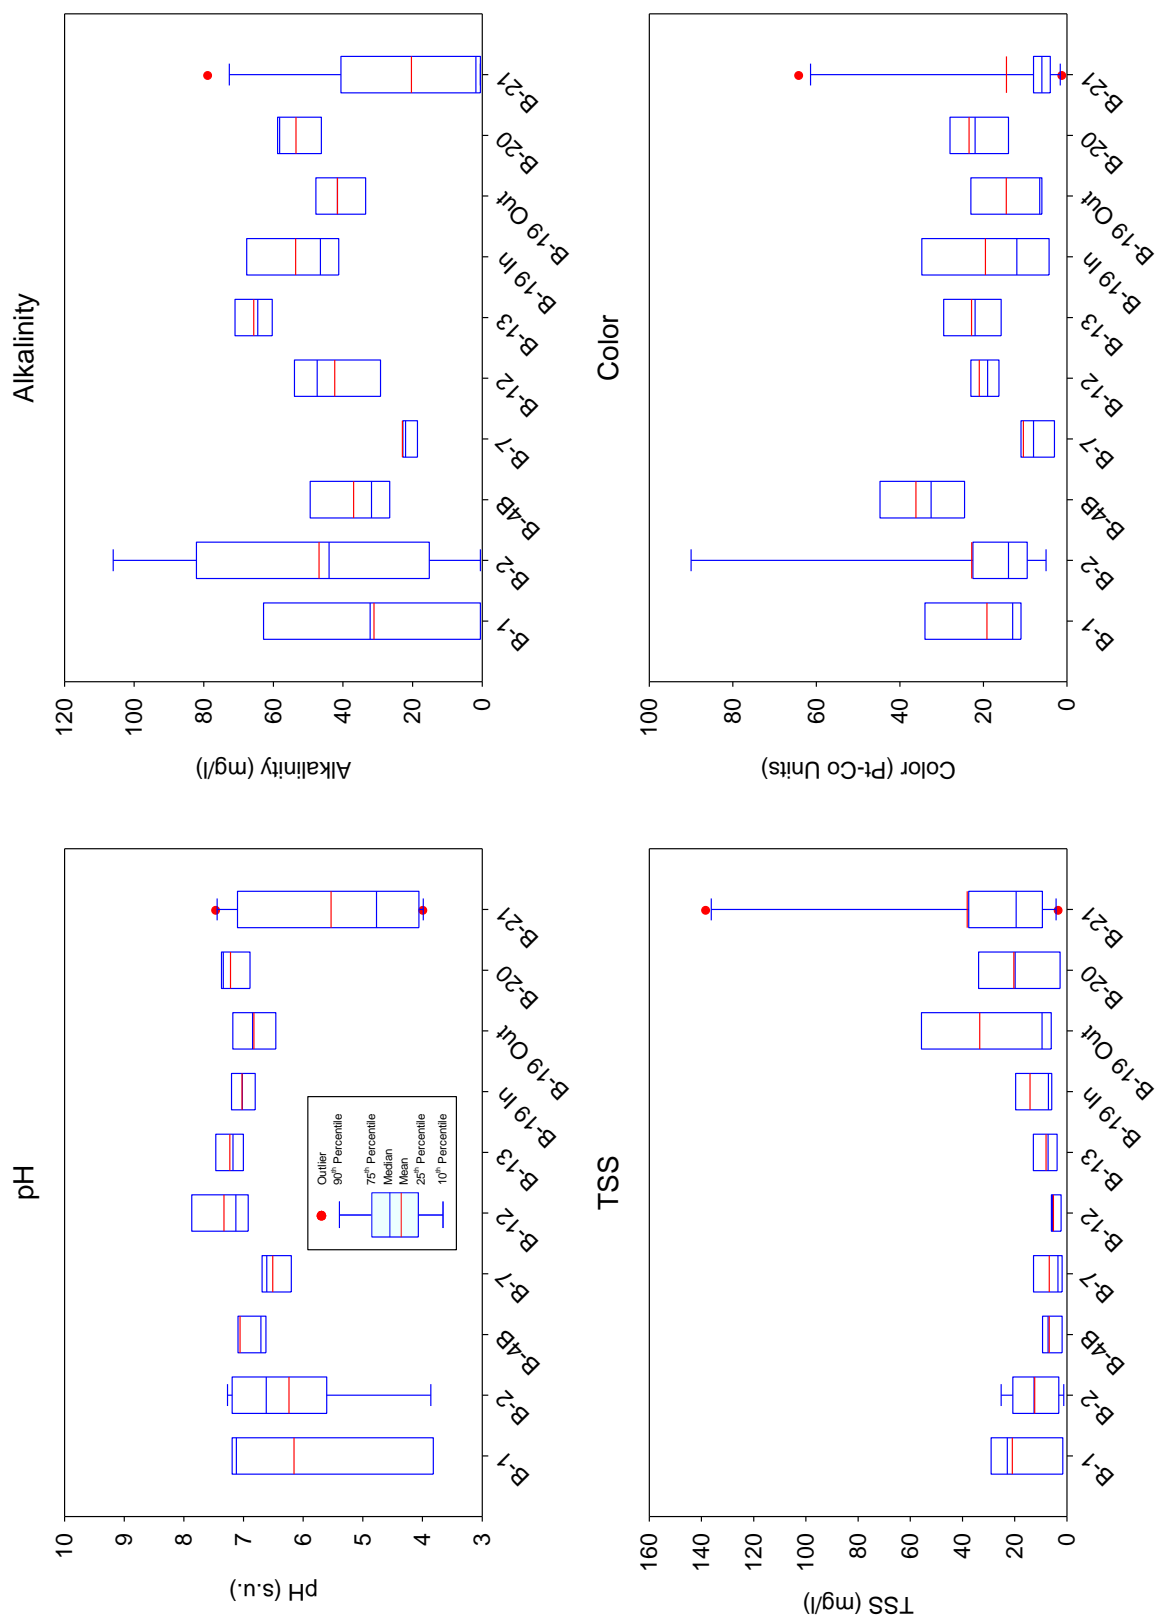 pH
pH (s.u.)
10
9
8
7
6
5
4
3
B-1
B-2
B-4B
B-7
B-12
B-13
B-19 In
B-19 Out
B-20
B-21
Outlier
90th Percentile
75th Percentile
Median
Mean
25th Percentile
10th Percentile
Alkalinity
Alkalinity (mg/l)
120
100
80
60
40
20
0
B-1
B-2
B-4B
B-7
B-12
B-13
B-19 In
B-19 Out
B-20
B-21
TSS
TSS (mg/l)
160
140
120
100
80
60
40
20
0
B-1
B-2
B-4B
B-7
B-12
B-13
B-19 In
B-19 Out
B-20
B-21
Color
Color (Pt-Co Units)
100
80
60
40
20
0
B-1
B-2
B-4B
B-7
B-12
B-13
B-19 In
B-19 Out
B-20
B-21